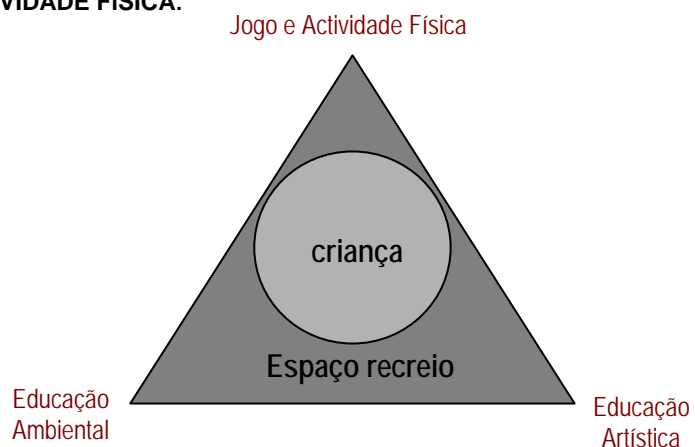 VIDADE FÍSICA.
Jogo e Actividade Física
criança
Espaço recreio
Educação
Ambiental
Educação
Artística